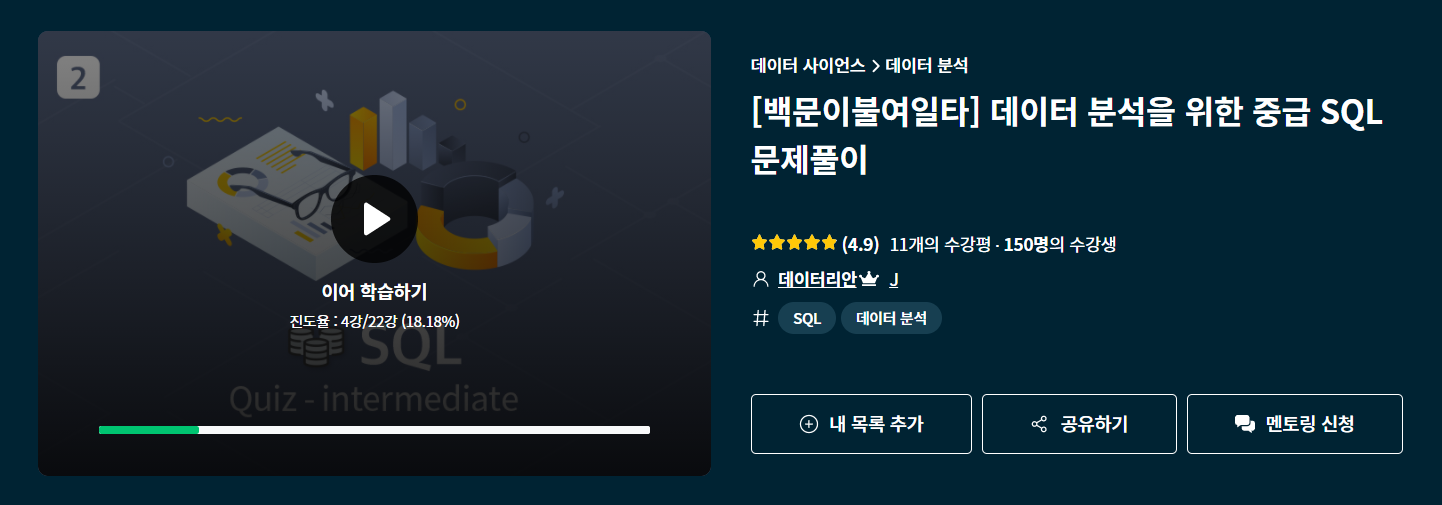 2
이어 학습하기
진도율 : 4강/22강 (18.18%)
SQL
Quiz - intermediate
데이터 사이언스 > 데이터 분석
[백문이불여일타] 데이터 분석을 위한 중급 SQL
문제풀이
(4.9) 11개의 수강평 · 150명의 수강생
데이터리안 J
# SQL 데이터 분석
내 목록 추가 공유하기 멘토링 신청